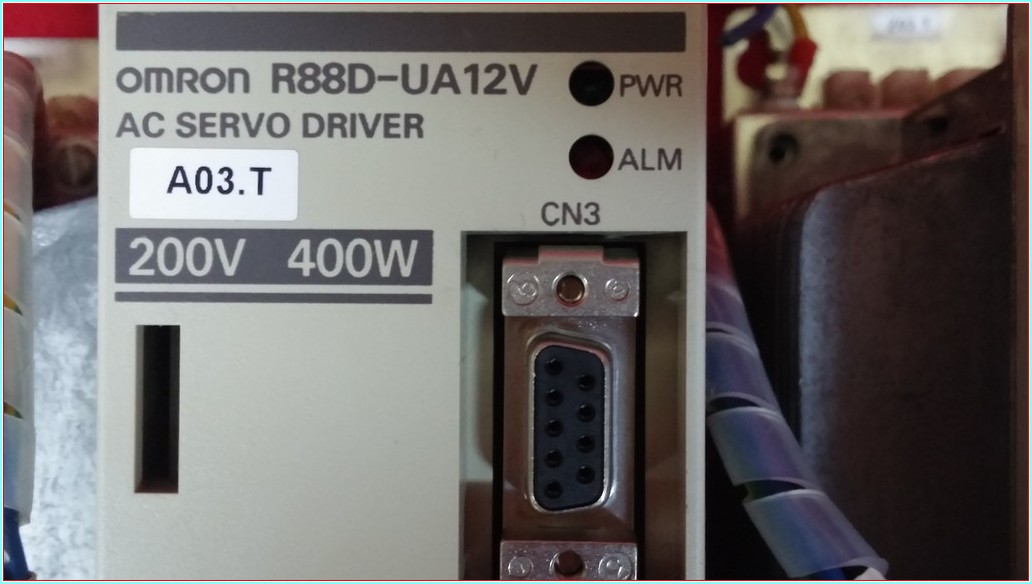 omron R88D-UA12V
PWR
AC SERVO DRIVER
ALM
A03.T
CN3
200V 400W